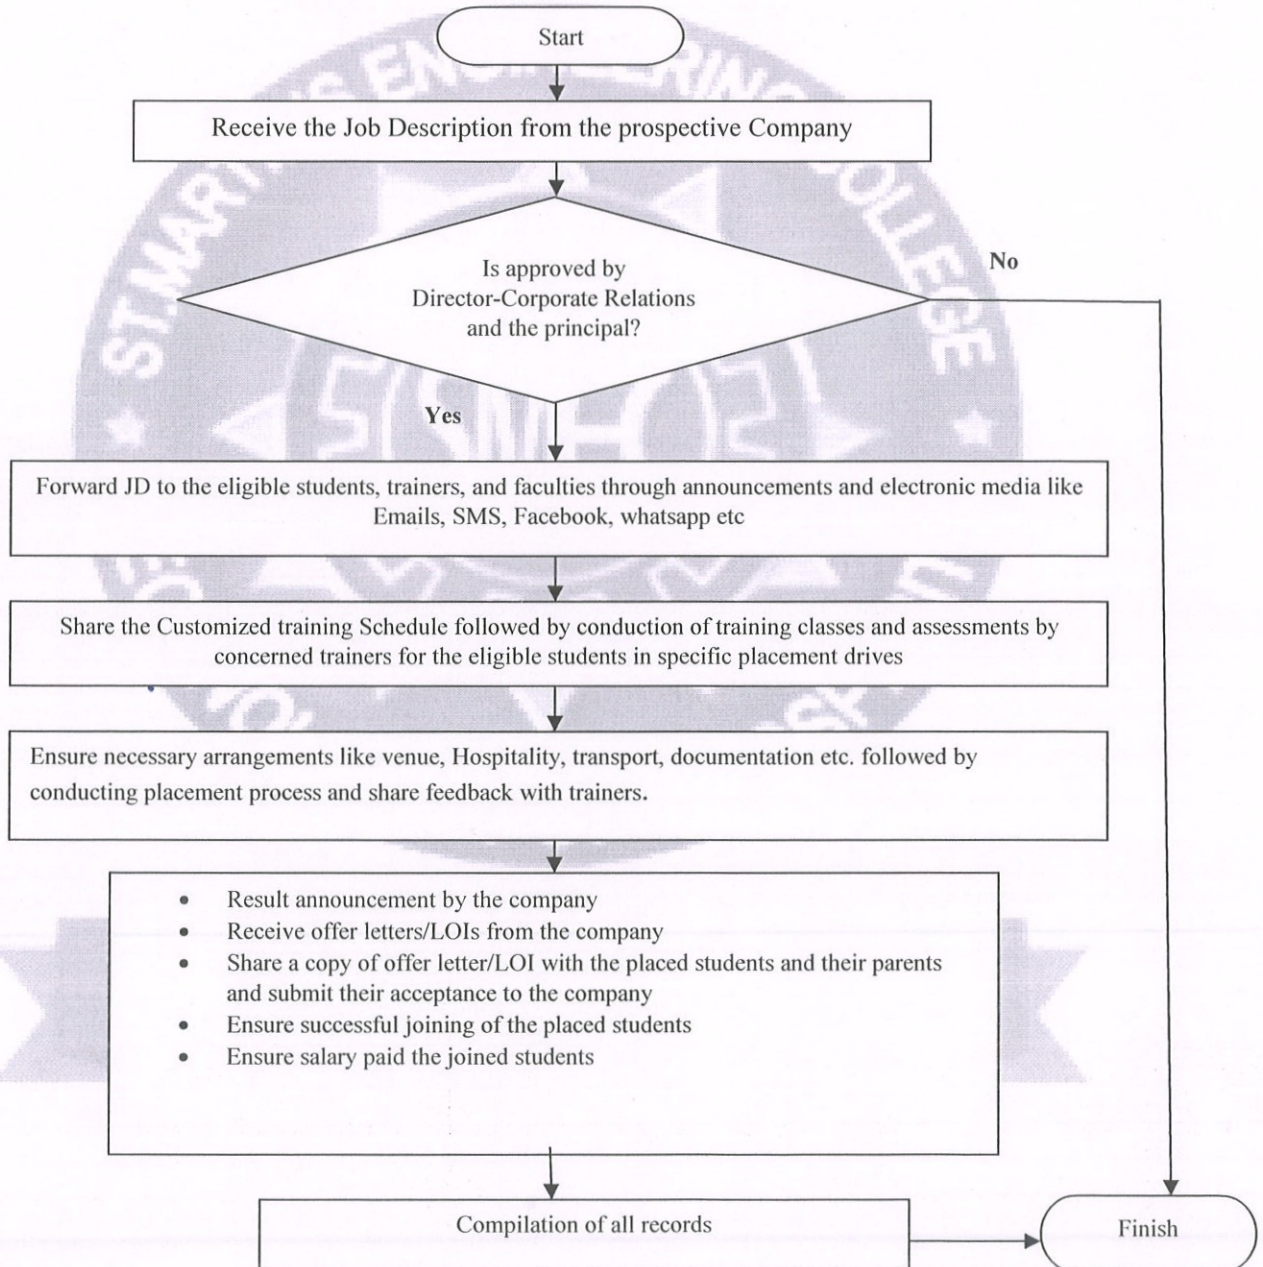 Start
Receive the Job Description from the prospective Company
Is approved by
Director-Corporate Relations
and the principal?
No
Yes
Forward JD to the eligible students, trainers, and faculties through announcements and electronic media like
Emails, SMS, Facebook, whatsapp etc
Share the Customized training Schedule followed by conduction of training classes and assessments by
concerned trainers for the eligible students in specific placement drives
Ensure necessary arrangements like venue, Hospitality, transport, documentation etc. followed by
conducting placement process and share feedback with trainers.
• Result announcement by the company
• Receive offer letters/LOIs from the company
• Share a copy of offer letter/LOI with the placed students and their parents
and submit their acceptance to the company
• Ensure successful joining of the placed students
• Ensure salary paid the joined students
Compilation of all records
Finish